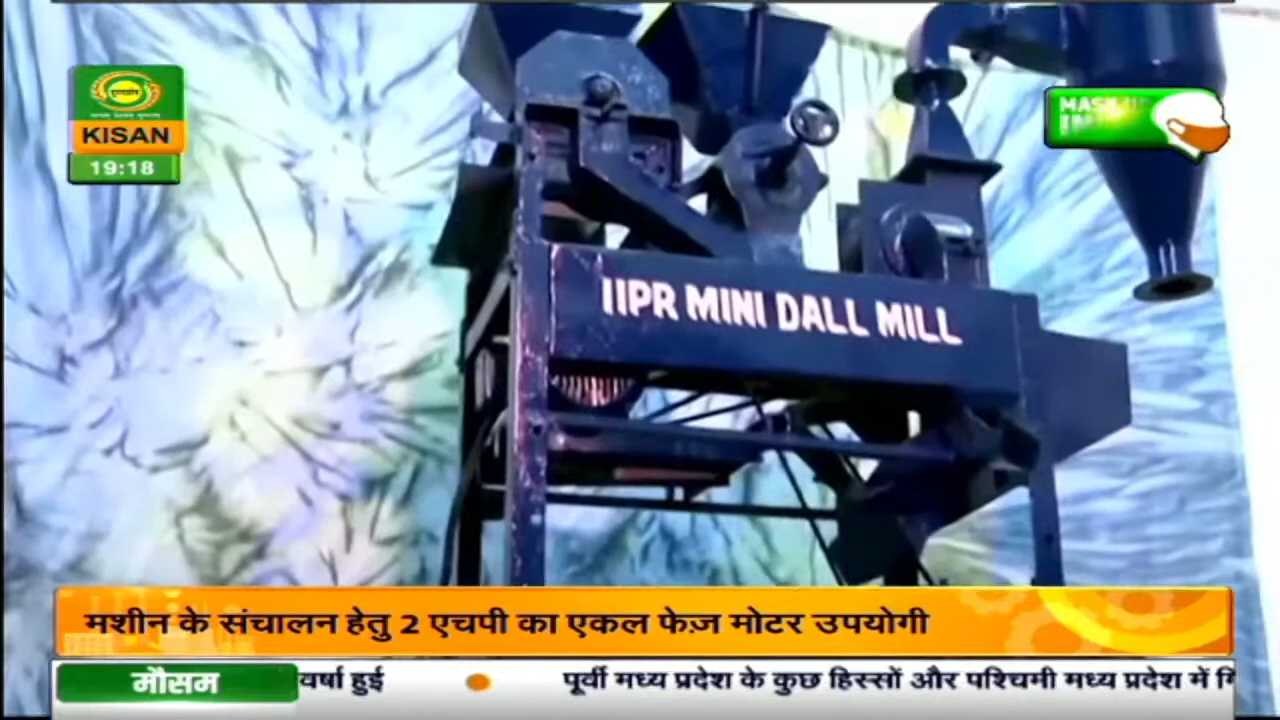 KISAN
19:18
IIPR MINI DALL MILL
मशीन के संचालन हेतु 2 एचपी का एकल फेज़ मोटर उपयोगी
मौसम
वर्षा हुई
पूर्वी मध्य प्रदेश के कुछ हिस्सों और पश्चिमी मध्य प्रदेश में